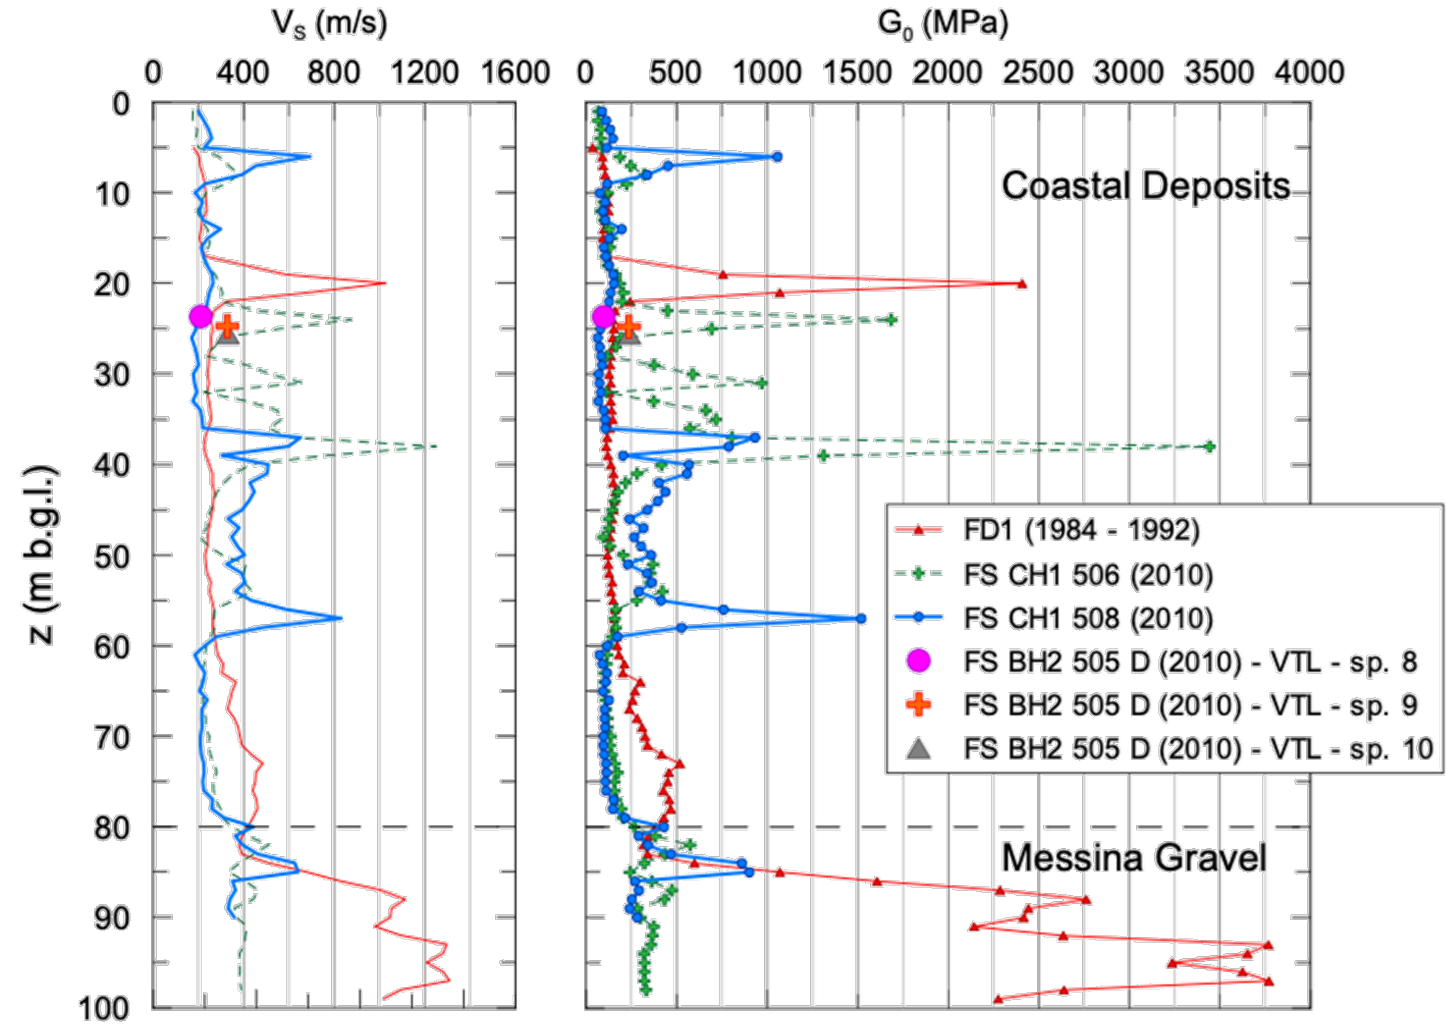 V_S (m/s)
G_0 (MPa)
0 400 800 1200 1600
0 500 1000 1500 2000 2500 3000 3500 4000
0
10
20
30
40
50
60
70
80
90
100
z (m b.g.l.)
Coastal Deposits
FD1 (1984 - 1992)
FS CH1 506 (2010)
FS CH1 508 (2010)
FS BH2 505 D (2010) - VTL - sp. 8
FS BH2 505 D (2010) - VTL - sp. 9
FS BH2 505 D (2010) - VTL - sp. 10
Messina Gravel